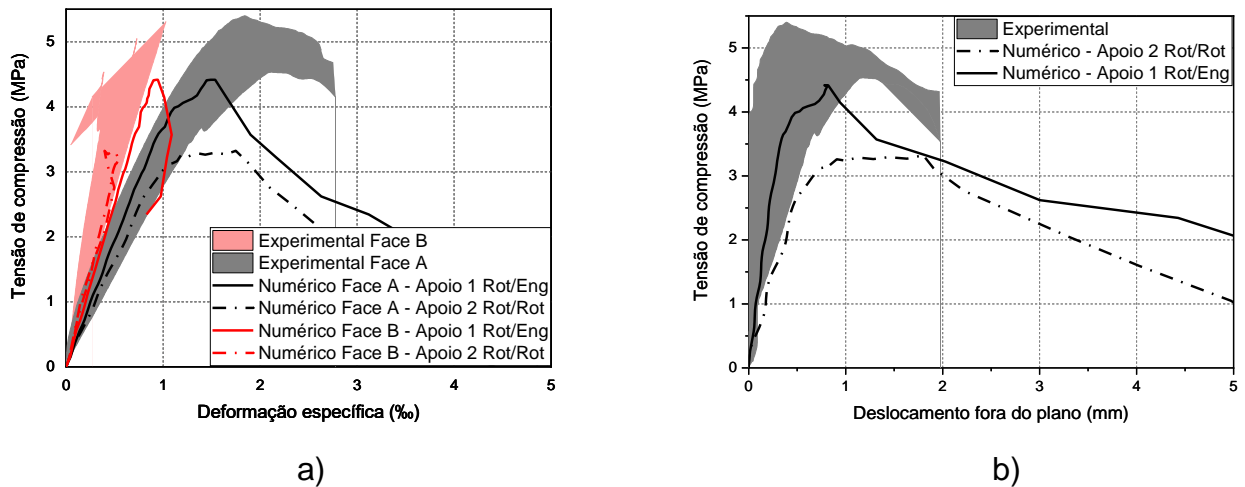 Tensão de compressão (MPa)
5
4
3
2
1
0
Experimental Face B
Experimental Face A
Numérico Face A - Apoio 1 Rot/Eng
Numérico Face A - Apoio 2 Rot/Rot
Numérico Face B - Apoio 1 Rot/Eng
Numérico Face B - Apoio 2 Rot/Rot
0 1 2 3 4 5
Deformação específica (‰)
a)
Tensão de compressão (MPa)
5
4
3
2
1
0
Experimental
Numérico - Apoio 2 Rot/Rot
Numérico - Apoio 1 Rot/Eng
0 1 2 3 4 5
Deslocamento fora do plano (mm)
b)